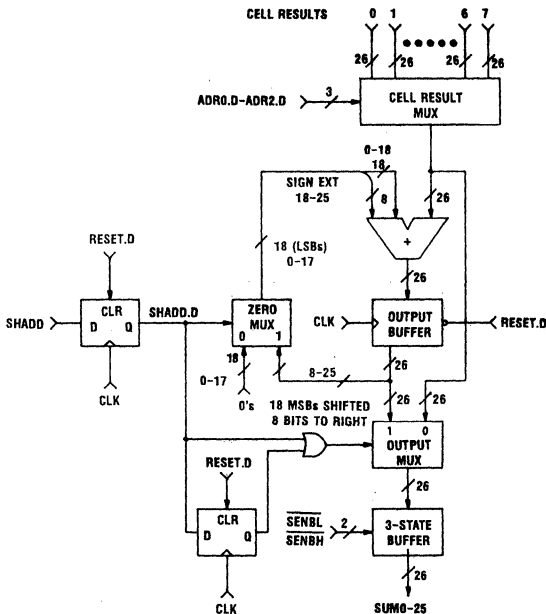 CELL RESULTS
0 1 6 7
26 26 26 26
ADR0.D-ADR2.D
3
CELL RESULT
MUX
0-18
18
SIGN EXT
18-25
8
26
+
RESET.D
18 (LSBs)
0-17
26
SHADD
CLR
D Q
SHADD.D
ZERO
MUX
0 1
CLK
OUTPUT
BUFFER
RESET.D
CLK
18
0-17
0's
8-25
26
18 MSBs SHIFTED
8 BITS TO RIGHT
26 26
1 0
OUTPUT
MUX
RESET.D
26
CLR
D Q
SENBL
SENBH
2
3-STATE
BUFFER
CLK
26
SUM0-25